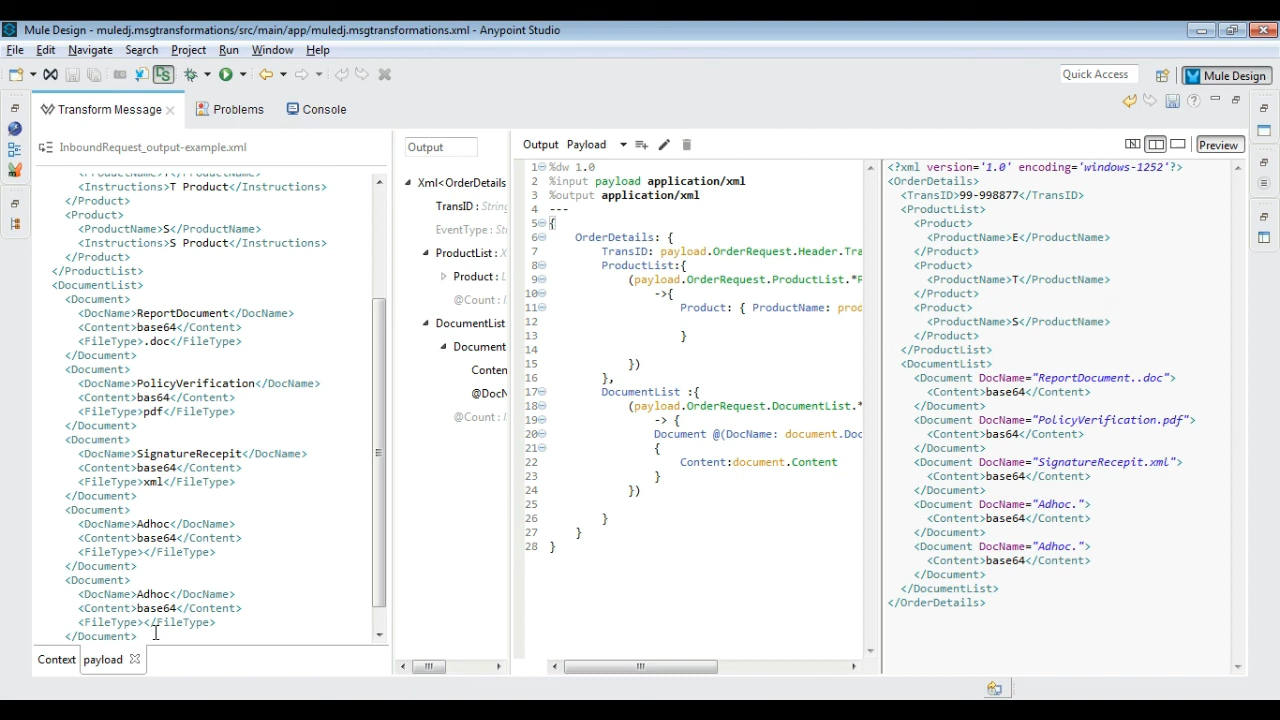 Mule Design - muledj.msgtransformations/src/main/app/muledj.msgtransformations.xml - Anypoint Studio
File Edit Navigate Search Project Run Window Help
Quick Access
Mule Design
Transform Message
Problems
Console
InboundRequest_output-example.xml
<Instructions>T Product</Instructions>
</Product>
<Product>
<ProductName>S</ProductName>
<Instructions>S Product</Instructions>
</Product>
</ProductList>
<DocumentList>
<Document>
<DocName>ReportDocument</DocName>
<Content>base64</Content>
<FileType>.doc</FileType>
</Document>
<Document>
<DocName>PolicyVerification</DocName>
<Content>bas64</Content>
<FileType>pdf</FileType>
</Document>
<Document>
<DocName>SignatureRecepit</DocName>
<Content>base64</Content>
<FileType>xml</FileType>
</Document>
<Document>
<DocName>Adhoc</DocName>
<Content>base64</Content>
<FileType></FileType>
</Document>
<Document>
<DocName>Adhoc</DocName>
<Content>base64</Content>
<FileType></FileType>
</Document>
Context
payload
Output
Xml<OrderDetails
TransID : String
EventType : St
ProductList : X
Product :
@Count :
DocumentList
Document
Conten
@DocN
@Count :
Output Payload
1 %dw 1.0
2 %input payload application/xml
3 %output application/xml
4 ---
5 {
6 OrderDetails: {
7 TransID: payload.OrderRequest.Header.Tra
8 ProductList:{
9 (payload.OrderRequest.ProductList.*P
10 ->{
11 Product: { ProductName: prod
12
13 }
14
15 })
16 },
17 DocumentList :{
18 (payload.OrderRequest.DocumentList.*
19 -> {
20 Document @(DocName: document.Doc
21 {
22 Content:document.Content
23 }
24 })
25
26 }
27 }
28 }
Preview
<?xml version='1.0' encoding='windows-1252'?>
<OrderDetails>
<TransID>99-998877</TransID>
<ProductList>
<Product>
<ProductName>E</ProductName>
</Product>
<Product>
<ProductName>T</ProductName>
</Product>
<Product>
<ProductName>S</ProductName>
</Product>
</ProductList>
<DocumentList>
<Document DocName="ReportDocument..doc">
<Content>base64</Content>
</Document>
<Document DocName="PolicyVerification.pdf">
<Content>bas64</Content>
</Document>
<Document DocName="SignatureRecepit.xml">
<Content>base64</Content>
</Document>
<Document DocName="Adhoc.">
<Content>base64</Content>
</Document>
<Document DocName="Adhoc.">
<Content>base64</Content>
</Document>
</DocumentList>
</OrderDetails>